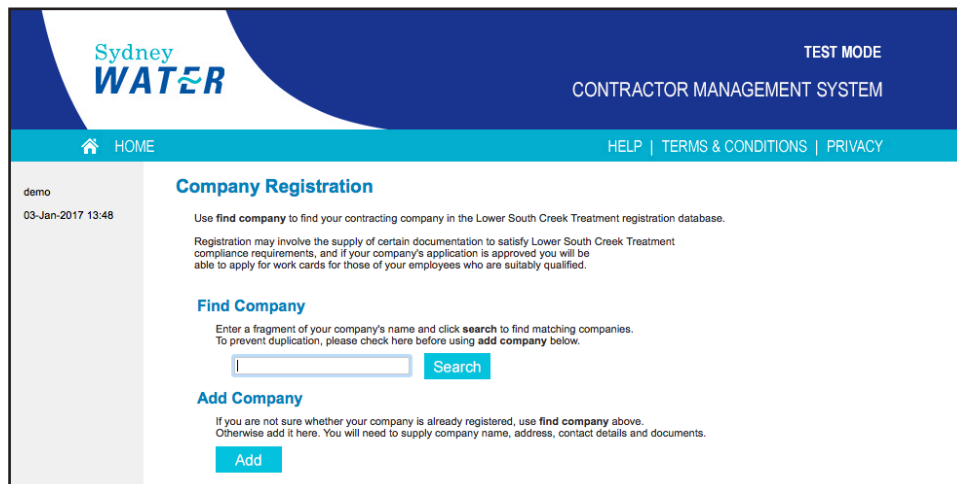 Sydney
WATER
TEST MODE
CONTRACTOR MANAGEMENT SYSTEM
HOME
HELP | TERMS & CONDITIONS | PRIVACY
demo
03-Jan-2017 13:48
Company Registration
Use find company to find your contracting company in the Lower South Creek Treatment registration database.
Registration may involve the supply of certain documentation to satisfy Lower South Creek Treatment
compliance requirements, and if your company's application is approved you will be
able to apply for work cards for those of your employees who are suitably qualified.
Find Company
Enter a fragment of your company's name and click search to find matching companies.
To prevent duplication, please check here before using add company below.
Search
Add Company
If you are not sure whether your company is already registered, use find company above.
Otherwise add it here. You will need to supply company name, address, contact details and documents.
Add